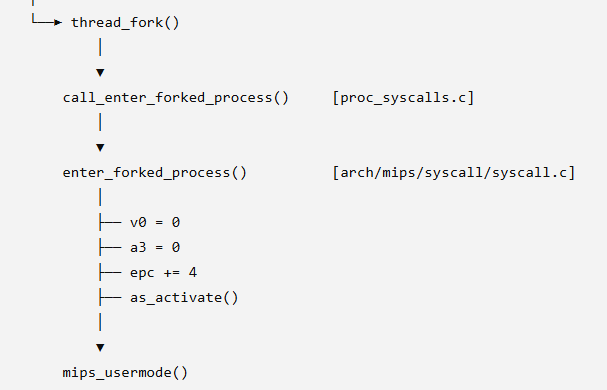 thread_fork()
call_enter_forked_process() [proc_syscalls.c]
enter_forked_process() [arch/mips/syscall/syscall.c]
v0 = 0
a3 = 0
epc += 4
as_activate()
mips_usermode()